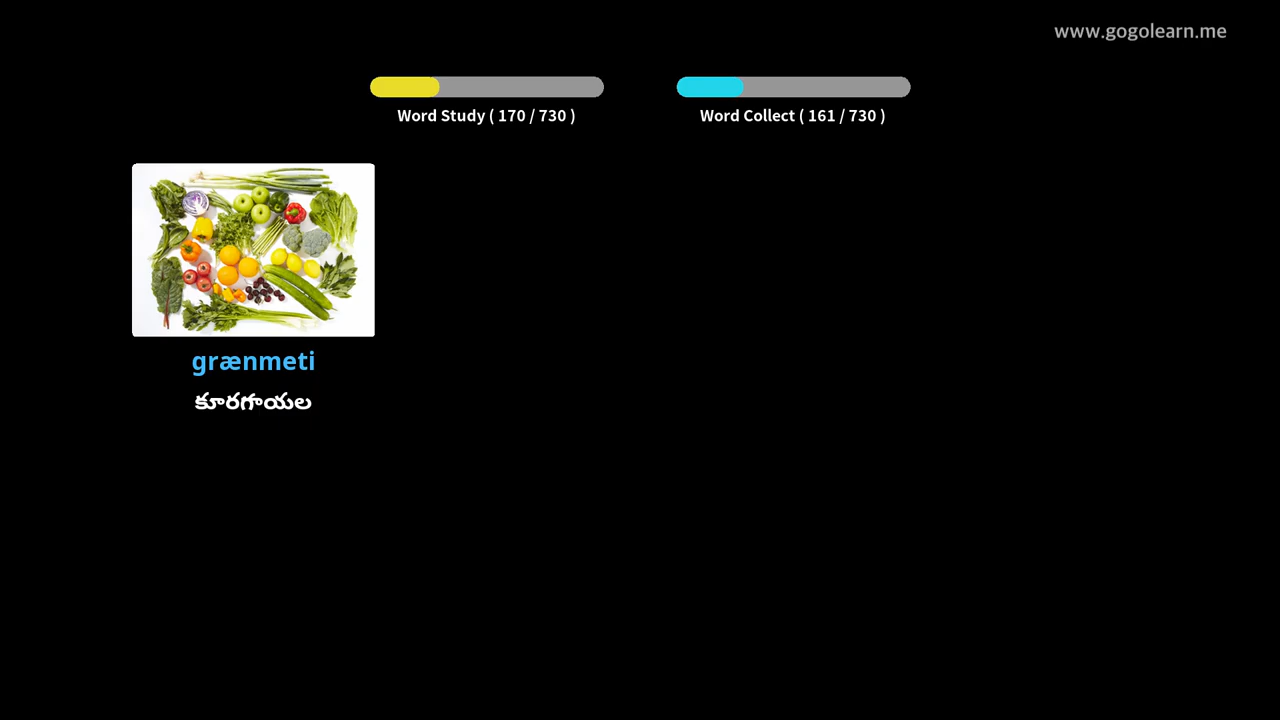 www.gogolearn.me
Word Study ( 170 / 730 )
Word Collect ( 161 / 730 )
grænmeti
కూరగాయల